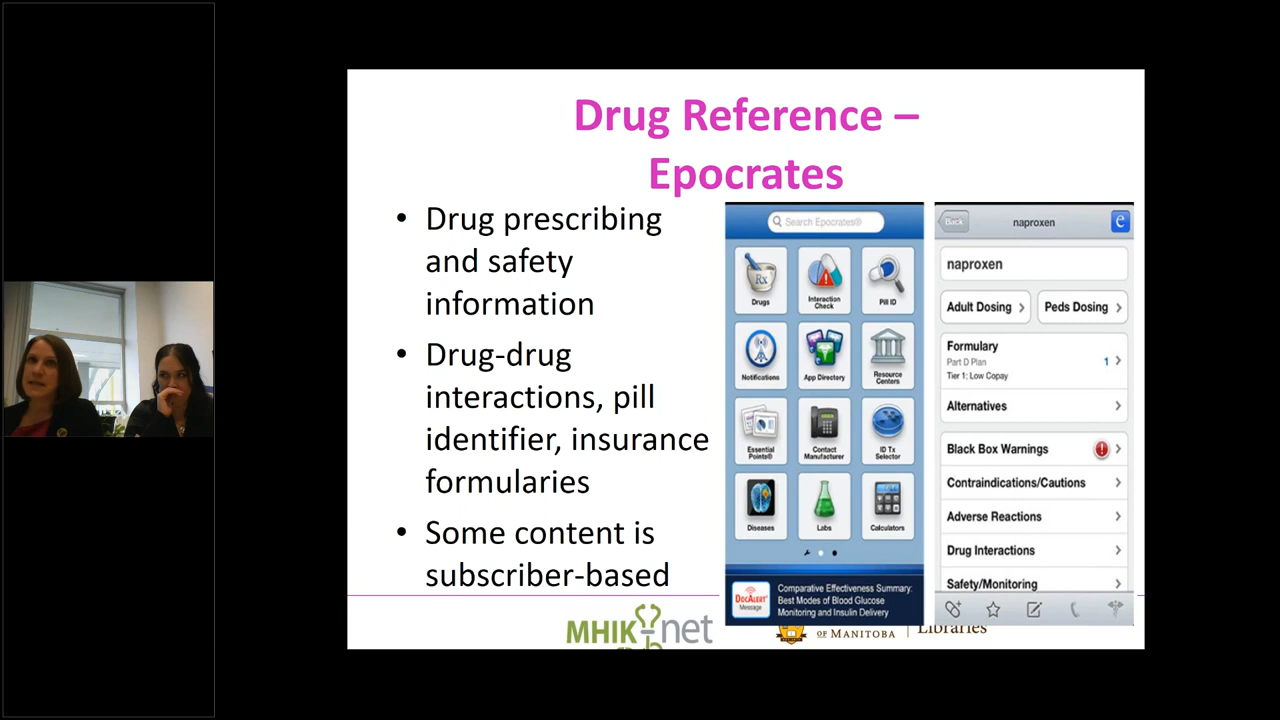 Drug Reference –
Epocrates
• Drug prescribing
and safety
information
• Drug-drug
interactions, pill
identifier, insurance
formularies
• Some content is
subscriber-based
Search Epocrates®
Rx
Drugs
Interaction
Check
Pill ID
Notifications
App Directory
Resource
Centers
Essential
Points®
Contact
Manufacturer
ID Tx
Selector
Diseases
Labs
Calculators
DocAlert®
Message
Comparative Effectiveness Summary:
Best Modes of Blood Glucose
Monitoring and Insulin Delivery
Back
naproxen
e
naproxen
Adult Dosing
Peds Dosing
Formulary
Part D Plan
1
Tier 1; Low Copay
Alternatives
Black Box Warnings
Contraindications/Cautions
Adverse Reactions
Drug Interactions
Safety/Monitoring
MHIKnet
OF MANITOBA
Libraries